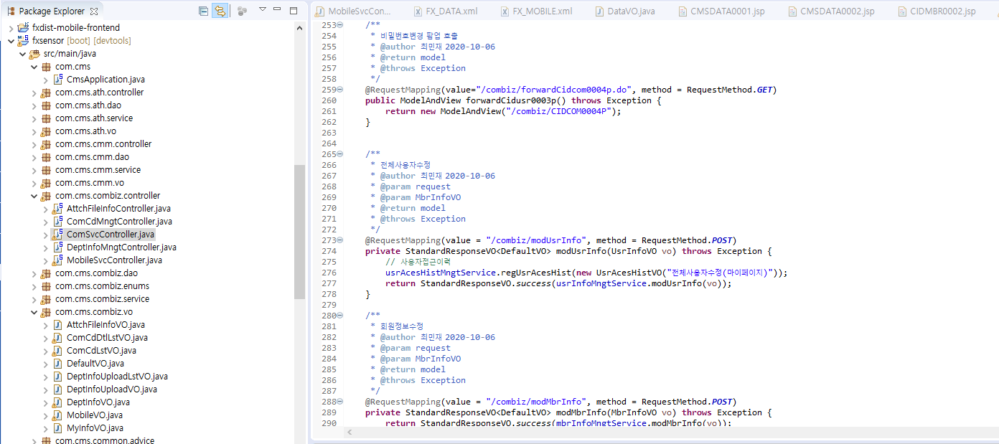 Package Explorer
fxdist-mobile-frontend
fxsensor [boot] [devtools]
src/main/java
com.cms
CmsApplication.java
com.cms.ath.controller
com.cms.ath.dao
com.cms.ath.service
com.cms.ath.vo
com.cms.cmm.controller
com.cms.cmm.dao
com.cms.cmm.service
com.cms.cmm.vo
com.cms.combiz.controller
AttchFileInfoController.java
ComCdMngtController.java
ComSvcController.java
DeptInfoMngtController.java
MobileSvcController.java
com.cms.combiz.dao
com.cms.combiz.enums
com.cms.combiz.service
com.cms.combiz.vo
AttchFileInfoVO.java
ComCdDtlLstVO.java
ComCdLstVO.java
DefaultVO.java
DeptInfoUploadLstVO.java
DeptInfoUploadVO.java
DeptInfoVO.java
MobileVO.java
MyInfoVO.java
com.cms.common.advice
MobileSvcCon... FX_DATA.xml FX_MOBILE.xml DataVO.java CMSDATA0001.jsp CMSDATA0002.jsp CIDMBR0002.jsp
253 /**
254 * 비밀번호변경 팝업 호출
255 * @author 최민재 2020-10-06
256 * @return model
257 * @throws Exception
258 */
259 @RequestMapping(value="/combiz/forwardCidcom0004p.do", method = RequestMethod.GET)
260 public ModelAndView forwardCidusr0003p() throws Exception {
261 return new ModelAndView("/combiz/CIDCOM0004P");
262 }
263
264
265 /**
266 * 전체사용자수정
267 * @author 최민재 2020-10-06
268 * @param request
269 * @param MbrInfoVO
270 * @return model
271 * @throws Exception
272 */
273 @RequestMapping(value = "/combiz/modUsrInfo", method = RequestMethod.POST)
274 private StandardResponseVO<DefaultVO> modUsrInfo(UsrInfoVO vo) throws Exception {
275 // 사용자접근이력
276 usrAcesHistMngtService.regUsrAcesHist(new UsrAcesHistVO("전체사용자수정(마이페이지)"));
277 return StandardResponseVO.success(usrInfoMngtService.modUsrInfo(vo));
278 }
279
280 /**
281 * 회원정보수정
282 * @author 최민재 2020-10-06
283 * @param request
284 * @param MbrInfoVO
285 * @return model
286 * @throws Exception
287 */
288 @RequestMapping(value = "/combiz/modMbrInfo", method = RequestMethod.POST)
289 private StandardResponseVO<DefaultVO> modMbrInfo(MbrInfoVO vo) throws Exception {
290 return StandardResponseVO.success(mbrInfoMngtService.modMbrInfo(vo));